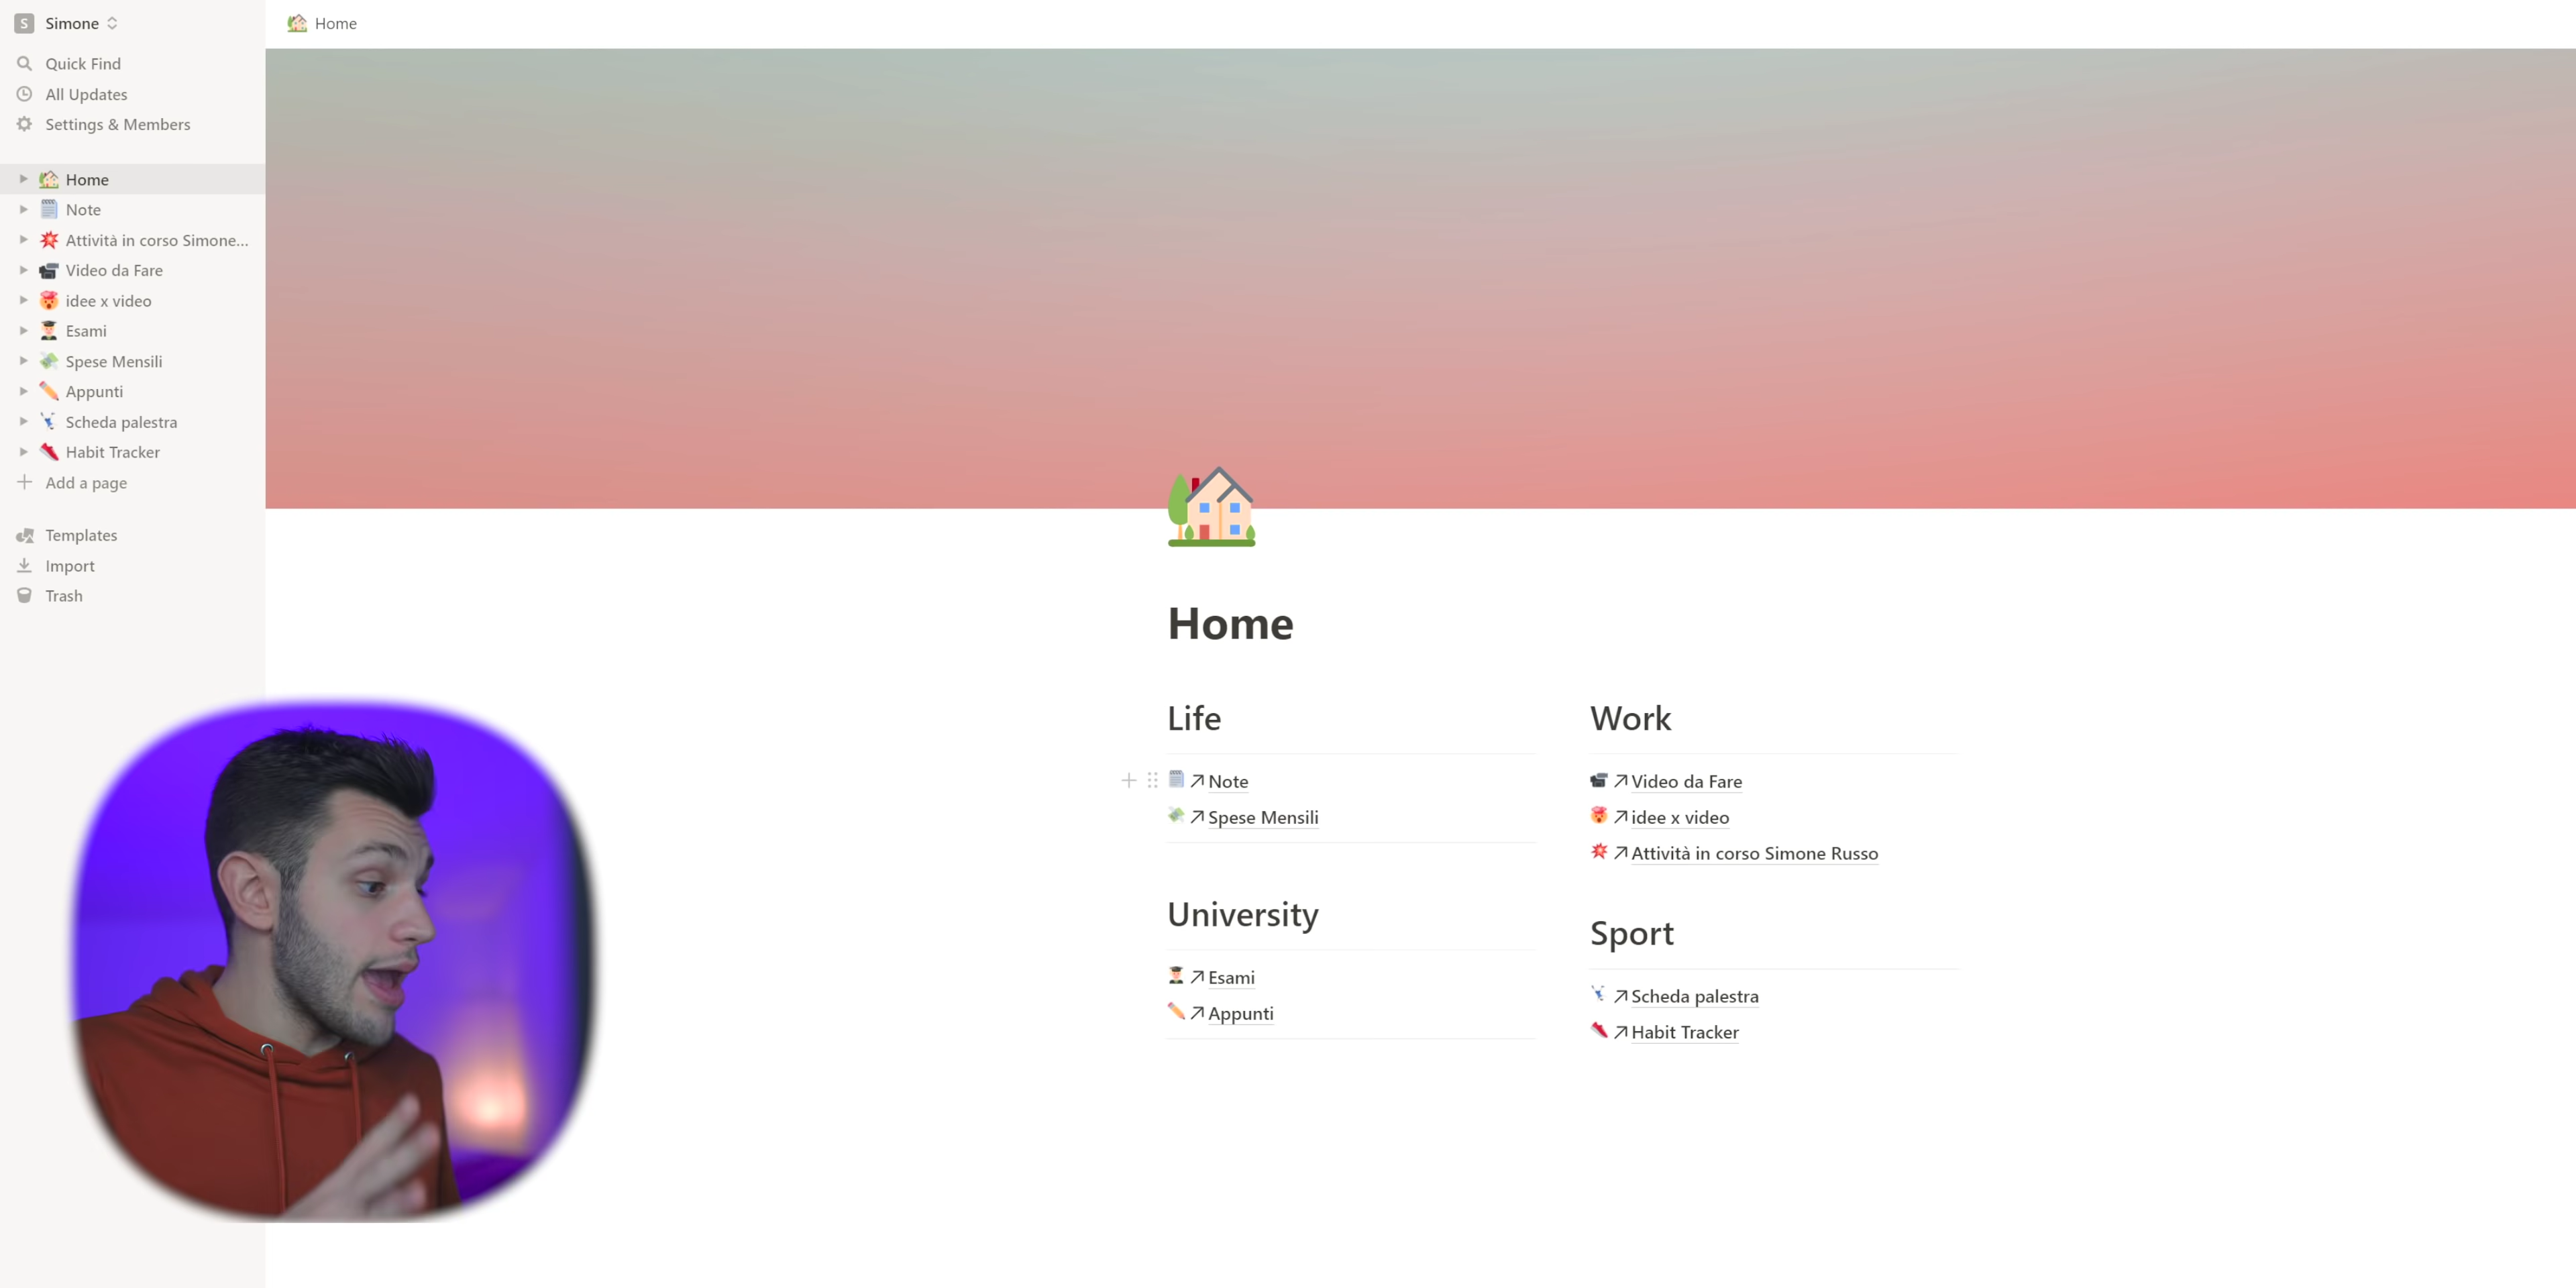 S Simone
Quick Find
All Updates
Settings & Members
Home
Note
Attività in corso Simone...
Video da Fare
idee x video
Esami
Spese Mensili
Appunti
Scheda palestra
Habit Tracker
Add a page
Templates
Import
Trash
Home
Home
Life
Note
Spese Mensili
University
Esami
Appunti
Work
Video da Fare
idee x video
Attività in corso Simone Russo
Sport
Scheda palestra
Habit Tracker